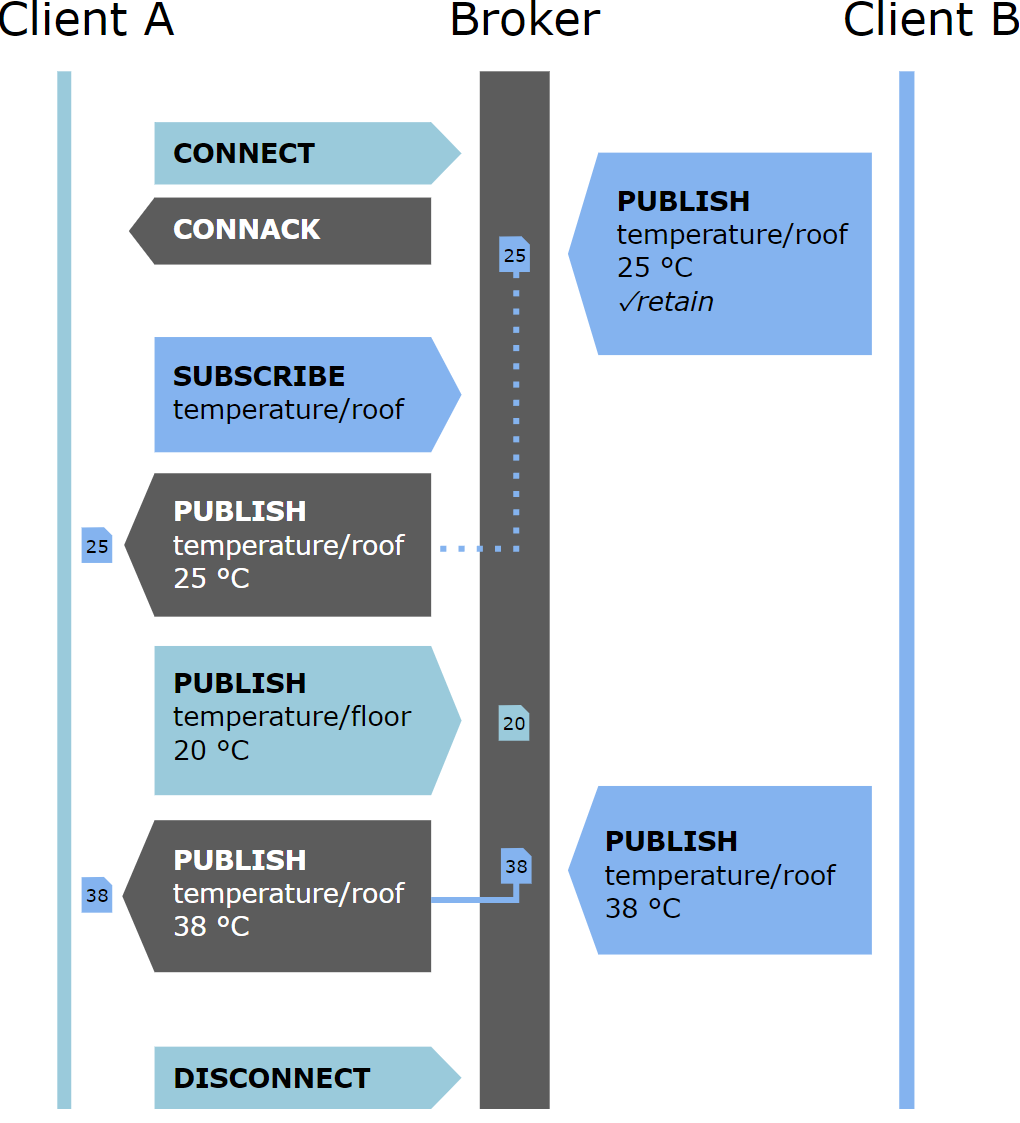 Client A
Broker
Client B
CONNECT
CONNACK
PUBLISH
temperature/roof
25 °C
✓retain
25
SUBSCRIBE
temperature/roof
PUBLISH
temperature/roof
25 °C
25
PUBLISH
temperature/floor
20 °C
20
PUBLISH
temperature/roof
38 °C
38
PUBLISH
temperature/roof
38 °C
38
DISCONNECT